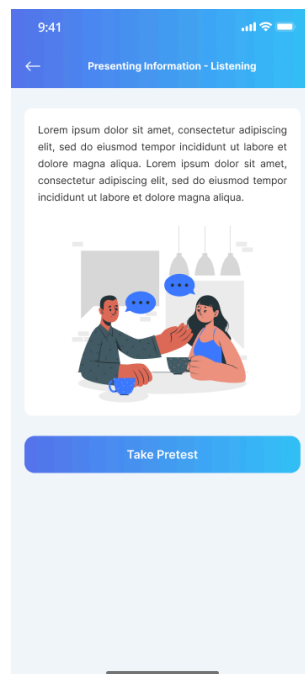 9:41
Presenting Information - Listening
Lorem ipsum dolor sit amet, consectetur adipiscing
elit, sed do eiusmod tempor incididunt ut labore et
dolore magna aliqua. Lorem ipsum dolor sit amet,
consectetur adipiscing elit, sed do eiusmod tempor
incididunt ut labore et dolore magna aliqua.
Take Pretest